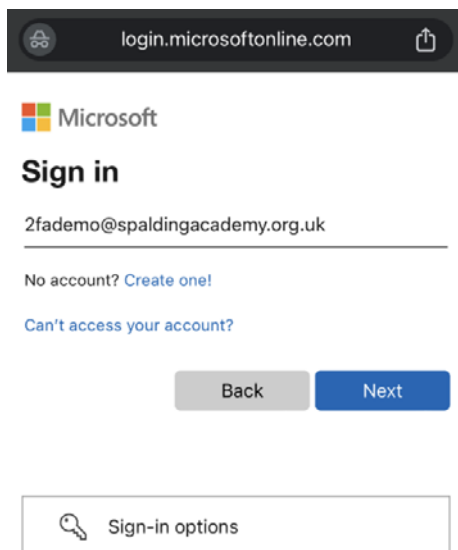 login.microsoftonline.com
Microsoft
Sign in
2fademo@spaldingacademy.org.uk
No account? Create one!
Can't access your account?
Back Next
Sign-in options